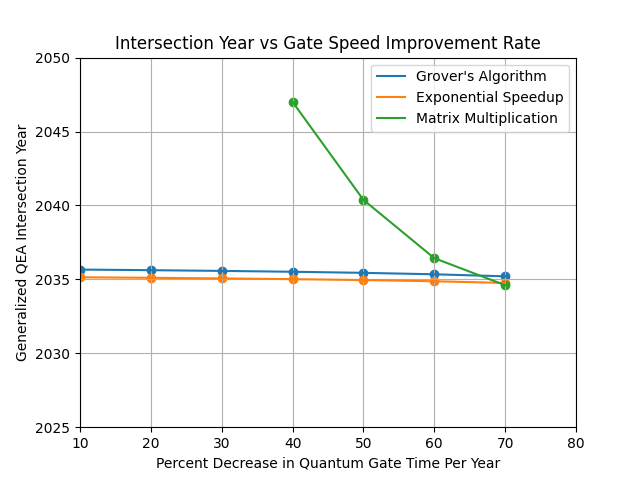 Intersection Year vs Gate Speed Improvement Rate
Grover's Algorithm
Exponential Speedup
Matrix Multiplication
Generalized QEA Intersection Year
2050
2045
2040
2035
2030
2025
10 20 30 40 50 60 70 80
Percent Decrease in Quantum Gate Time Per Year